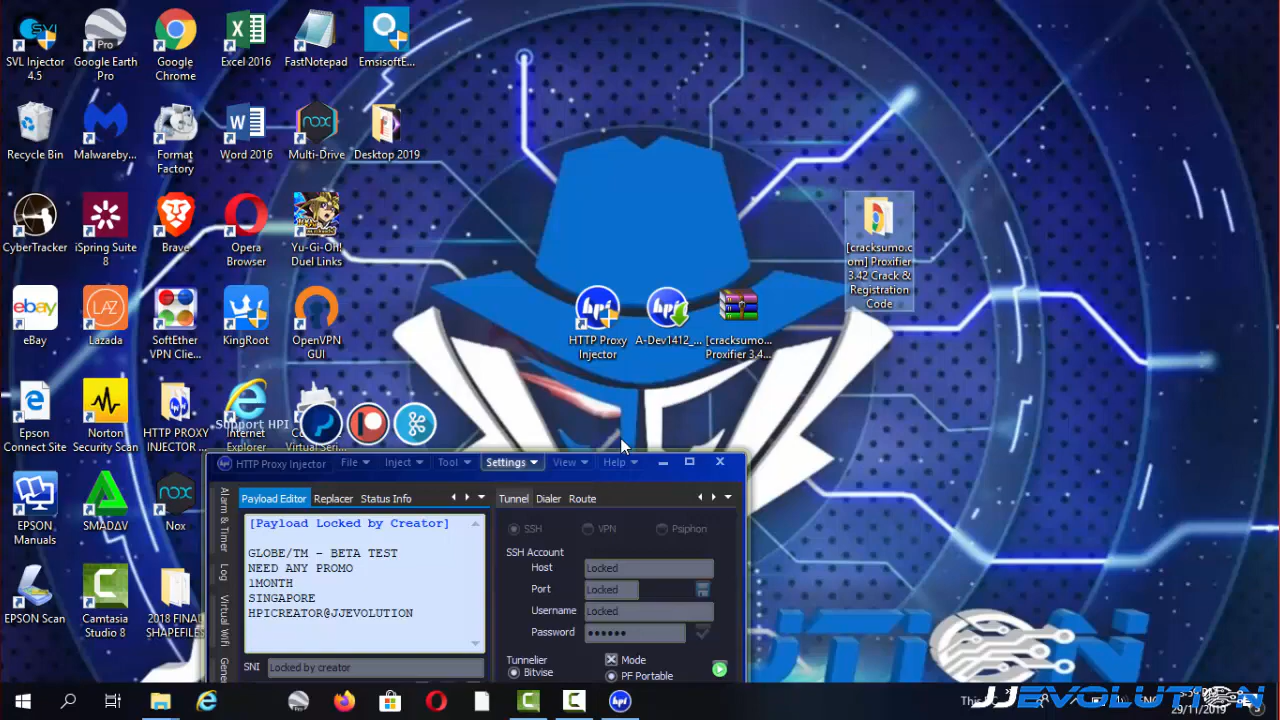 SVL Injector
4.5
Google Earth
Pro
Google
Chrome
Excel 2016
FastNotepad
EmsisoftE...
Recycle Bin
Malwareby...
Format
Factory
Word 2016
Multi-Drive
Desktop 2019
CyberTracker
iSpring Suite
8
Brave
Opera
Browser
Yu-Gi-Oh!
Duel Links
[cracksumo.c
om] Proxifier
3.42 Crack &
Registration
Code
eBay
Lazada
SoftEther
VPN Clie...
KingRoot
OpenVPN
GUI
HTTP Proxy
Injector
A-Dev1412_...
[cracksumo...
Proxifier 3.4...
Epson
Connect Site
Norton
Security Scan
HTTP PROXY
INJECTOR ...
Internet
Explorer
Support HPI
EPSON
Manuals
SMADΔV
Nox
EPSON Scan
Camtasia
Studio 8
2018 FINAL
SHAPEFILES
HTTP Proxy Injector File Inject Tool Settings View Help
Payload Editor Replacer Status Info
Tunnel Dialer Route
Alarm & Timer
Log
Virtual Wifi
[Payload Locked by Creator]
GLOBE/TM - BETA TEST
NEED ANY PROMO
1MONTH
SINGAPORE
HPICREATOR@JJEVOLUTION
SNI Locked by creator
SSH VPN Psiphon
SSH Account
Host Locked
Port Locked
Username Locked
Password ••••••
Tunnelier
Mode
Bitvise
PF Portable
JJEVOLUTION
29/11/2019